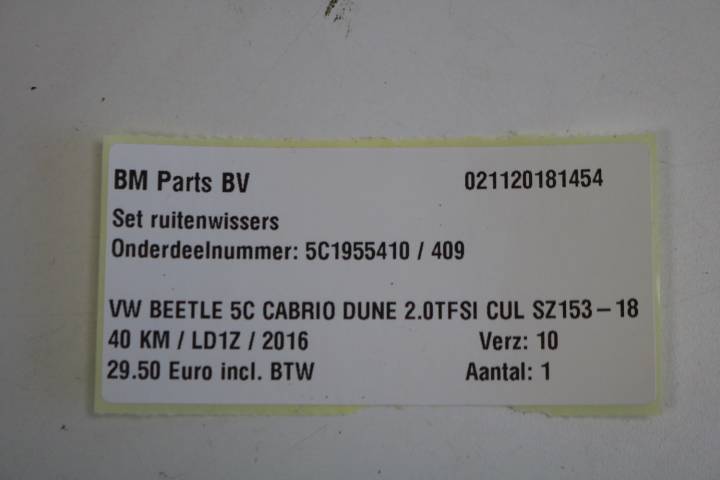 BM Parts BV 021120181454
Set ruitenwissers
Onderdeelnummer: 5C1955410 / 409
VW BEETLE 5C CABRIO DUNE 2.0TFSI CUL SZ153-18
40 KM / LD1Z / 2016 Verz: 10
29.50 Euro incl. BTW Aantal: 1